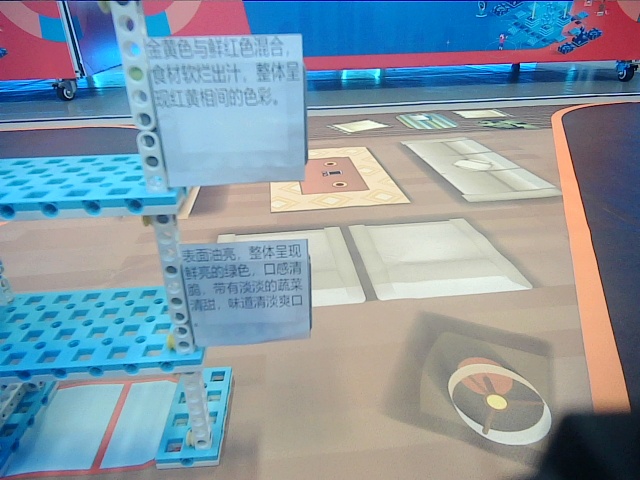 金黄色与鲜红色混合，
食材软烂出汁，整体呈
现红黄相间的色彩。
表面油亮，整体呈现
鲜亮的绿色，口感清
脆，带有淡淡的蔬菜
清甜，味道清淡爽口